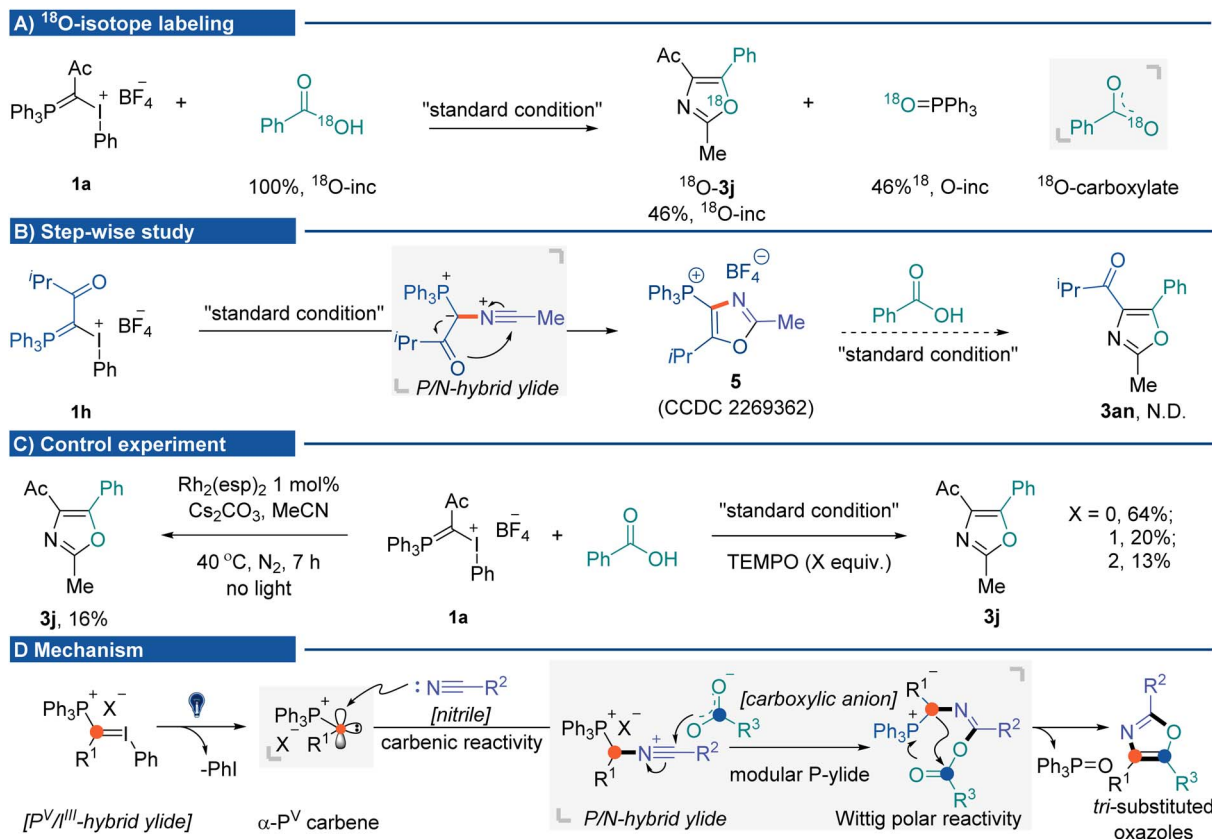 A) ¹⁸O-isotope labeling
Ac
Ph₃P
I⁺
Ph
BF₄⁻
1a
+
O
Ph
¹⁸OH
100%, ¹⁸O-inc
"standard condition"
Ac
Ph
N
¹⁸O
Me
¹⁸O-3j
46%, ¹⁸O-inc
+
¹⁸O=PPh₃
46%¹⁸, O-inc
O
Ph
¹⁸O
¹⁸O-carboxylate
B) Step-wise study
ⁱPr
O
Ph₃P
I⁺
Ph
BF₄⁻
1h
"standard condition"
Ph₃P⁺
−
N⁺
Me
ⁱPr
O
P/N-hybrid ylide
Ph₃P⊕
BF₄⊖
N
Me
O
iPr
5
(CCDC 2269362)
O
Ph
OH
"standard condition"
O
ⁱPr
Ph
N
O
Me
3an, N.D.
C) Control experiment
Ac
Ph
N
O
Me
3j, 16%
Rh₂(esp)₂ 1 mol%
Cs₂CO₃, MeCN
40 °C, N₂, 7 h
no light
Ac
Ph₃P
I⁺
Ph
BF₄⁻
1a
+
O
Ph
OH
"standard condition"
TEMPO (X equiv.)
Ac
Ph
N
O
Me
3j
X = 0, 64%;
1, 20%;
2, 13%
D Mechanism
Ph₃P⁺
X⁻
I
R¹
Ph
[Pⱽ/Iᴵᴵᴵ-hybrid ylide]
-PhI
Ph₃P⁺
X⁻
R¹
α-Pⱽ carbene
:N≡C-R²
[nitrile]
carbenic reactivity
Ph₃P⁺
X⁻
N⁺
R²
R¹
P/N-hybrid ylide
O⁻
O
R³
[carboxylic anion]
modular P-ylide
R¹
−
N
Ph₃P⁺
R²
O
O
R³
Wittig polar reactivity
Ph₃P=O
R²
N
O
R¹
R³
tri-substituted
oxazoles